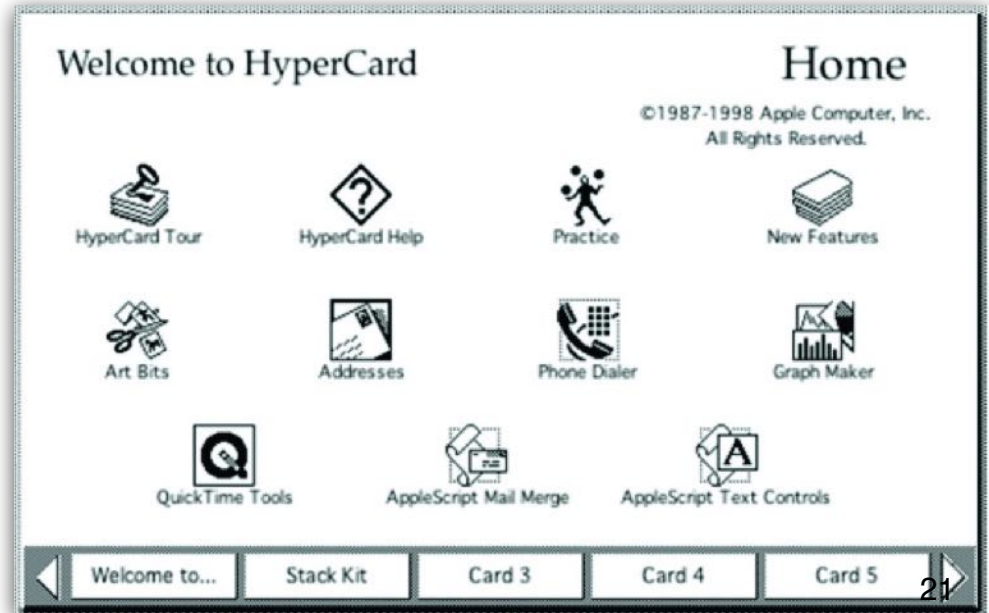 Welcome to HyperCard
Home
©1987-1998 Apple Computer, Inc.
All Rights Reserved.
HyperCard Tour
HyperCard Help
Practice
New Features
Art Bits
Addresses
Phone Dialer
Graph Maker
QuickTime Tools
AppleScript Mail Merge
A
AppleScript Text Controls
Welcome to...
Stack Kit
Card 3
Card 4
Card 5
21